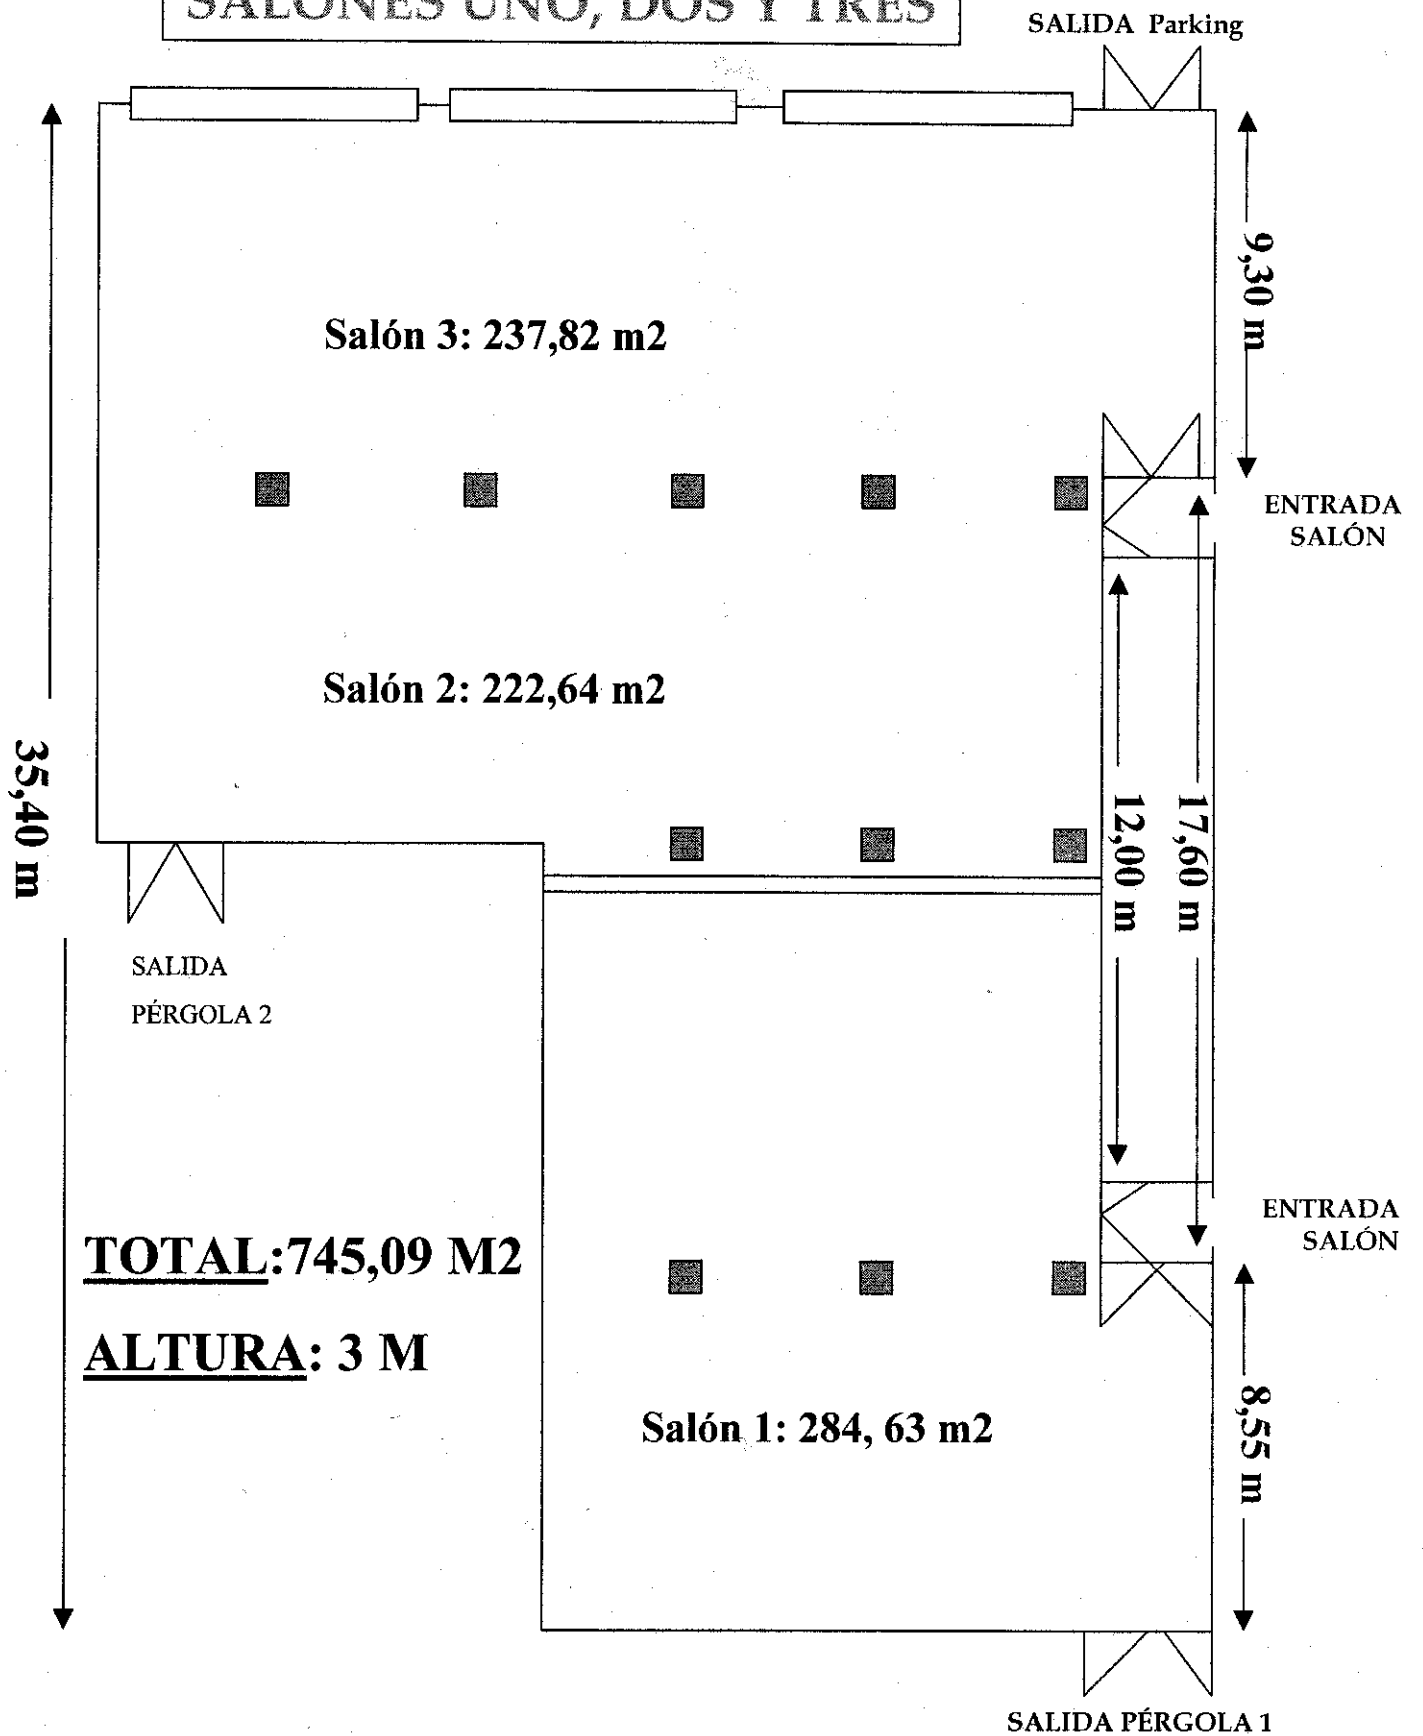 SALONES UNO, DOS Y TRES
SALIDA Parking
9,30 m
Salón 3: 237,82 m2
ENTRADA
SALÓN
Salón 2: 222,64 m2
35,40 m
12,00 m
17,60 m
SALIDA
PÉRGOLA 2
ENTRADA
SALÓN
TOTAL:745,09 M2
ALTURA: 3 M
8,55 m
Salón 1: 284, 63 m2
SALIDA PÉRGOLA 1